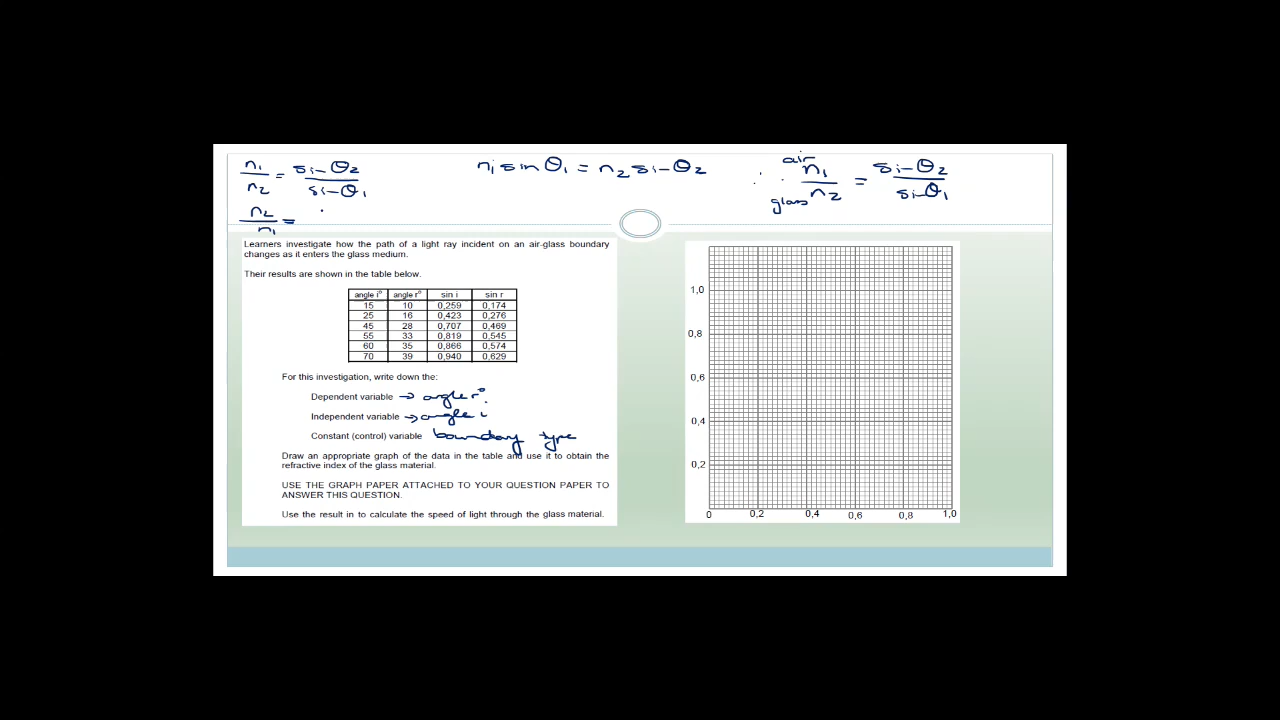 n₁/n₂ = sin θ₂/sin θ₁
n₁ sin θ₁ = n₂ sin θ₂
∴ air n₁/n₂ glass = sin θ₂/sin θ₁
n₂/n₁ =
Learners investigate how the path of a light ray incident on an air-glass boundary
changes as it enters the glass medium.
Their results are shown in the table below.
angle i° angle r° sin i sin r
15 10 0,259 0,174
25 16 0,423 0,276
45 28 0,707 0,469
55 33 0,819 0,545
60 35 0,866 0,574
70 39 0,940 0,629
For this investigation, write down the:
Dependent variable → angle r°.
Independent variable → angle i
Constant (control) variable boundary type
Draw an appropriate graph of the data in the table and use it to obtain the
refractive index of the glass material.
USE THE GRAPH PAPER ATTACHED TO YOUR QUESTION PAPER TO
ANSWER THIS QUESTION.
Use the result in to calculate the speed of light through the glass material.
1,0
0,8
0,6
0,4
0,2
0 0,2 0,4 0,6 0,8 1,0